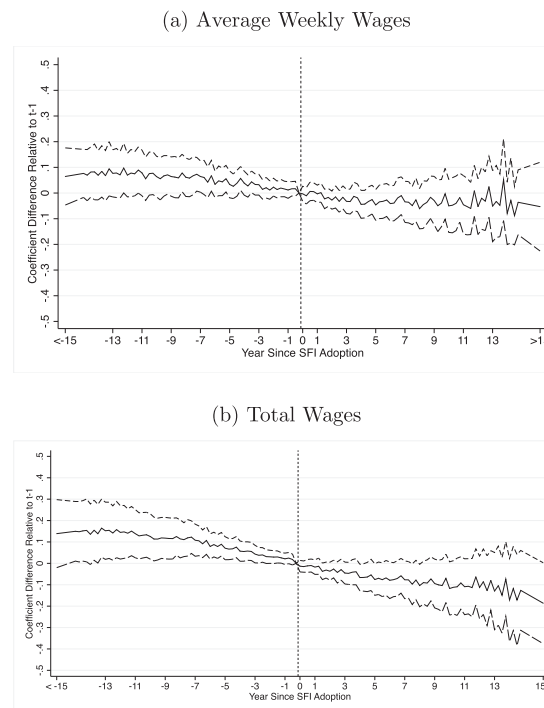 (a) Average Weekly Wages
Coefficient Difference Relative to t-1
.5
.4
.3
.2
.1
0
-.1
-.2
-.3
-.4
-.5
<-15 -13 -11 -9 -7 -5 -3 -1 0 1 3 5 7 9 11 13 >1
Year Since SFI Adoption
(b) Total Wages
Coefficient Difference Relative to t-1
.5
.4
.3
.2
.1
0
-.1
-.2
-.3
-.4
-.5
< -15 -13 -11 -9 -7 -5 -3 -1 0 1 3 5 7 9 11 13 15
Year Since SFI Adoption